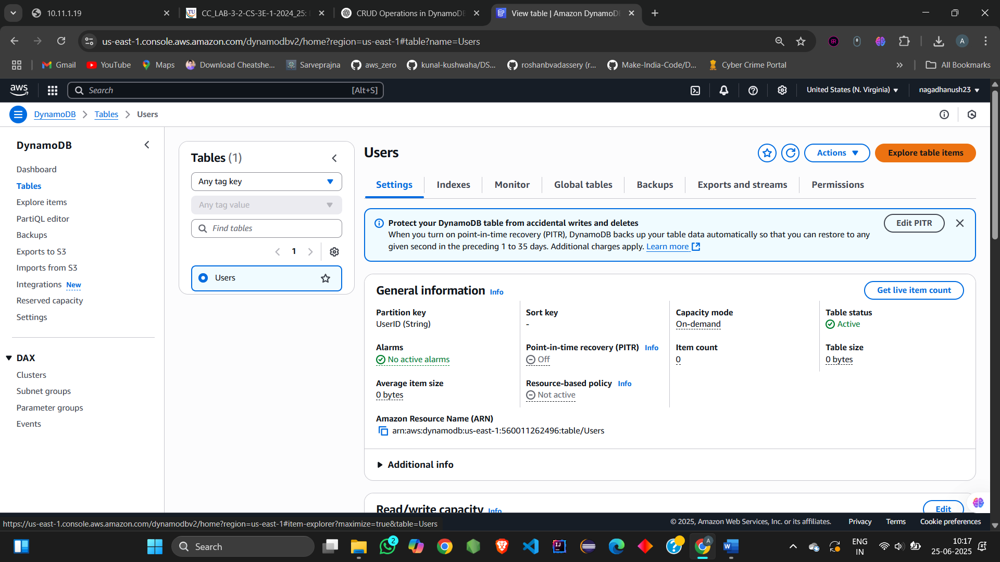 10.11.1.19
CC_LAB-3-2-CS-3E-1-2024_25:
CRUD Operations in DynamoDB
View table | Amazon DynamoDB
us-east-1.console.aws.amazon.com/dynamodbv2/home?region=us-east-1#table?name=Users
A
Gmail
YouTube
Maps
Download Cheatshe...
Sarveprajna
aws_zero
kunal-kushwaha/DS...
roshanbvadassery (r...
Make-India-Code/D...
Cyber Crime Portal
All Bookmarks
aws
Search
[Alt+S]
United States (N. Virginia)
nagadhanush23
DynamoDB
Tables
Users
DynamoDB
Dashboard
Tables
Explore items
PartiQL editor
Backups
Exports to S3
Imports from S3
Integrations New
Reserved capacity
Settings
DAX
Clusters
Subnet groups
Parameter groups
Events
Tables (1)
Any tag key
Any tag value
Find tables
1
Users
Users
Actions
Explore table items
Settings
Indexes
Monitor
Global tables
Backups
Exports and streams
Permissions
Protect your DynamoDB table from accidental writes and deletes
When you turn on point-in-time recovery (PITR), DynamoDB backs up your table data automatically so that you can restore to any
given second in the preceding 1 to 35 days. Additional charges apply. Learn more
Edit PITR
General information Info
Get live item count
Partition key
UserID (String)
Sort key
-
Capacity mode
On-demand
Table status
Active
Alarms
No active alarms
Point-in-time recovery (PITR) Info
Off
Item count
0
Table size
0 bytes
Average item size
0 bytes
Resource-based policy Info
Not active
Amazon Resource Name (ARN)
arn:aws:dynamodb:us-east-1:560011262496:table/Users
Additional info
Read/write capacity Info
Edit
https://us-east-1.console.aws.amazon.com/dynamodbv2/home?region=us-east-1#item-explorer?maximize=true&table=Users
© 2025, Amazon Web Services, Inc. or its affiliates.
Privacy
Terms
Cookie preferences
Search
2
ENG
IN
10:17
25-06-2025